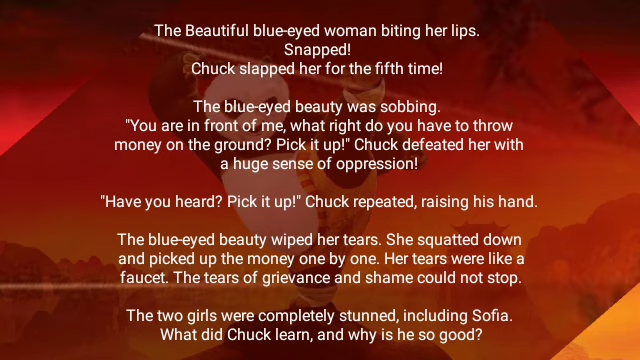 The Beautiful blue-eyed woman biting her lips.
Snapped!
Chuck slapped her for the fifth time!
The blue-eyed beauty was sobbing.
"You are in front of me, what right do you have to throw
money on the ground? Pick it up!" Chuck defeated her with
a huge sense of oppression!
"Have you heard? Pick it up!" Chuck repeated, raising his hand.
The blue-eyed beauty wiped her tears. She squatted down
and picked up the money one by one. Her tears were like a
faucet. The tears of grievance and shame could not stop.
The two girls were completely stunned, including Sofia.
What did Chuck learn, and why is he so good?